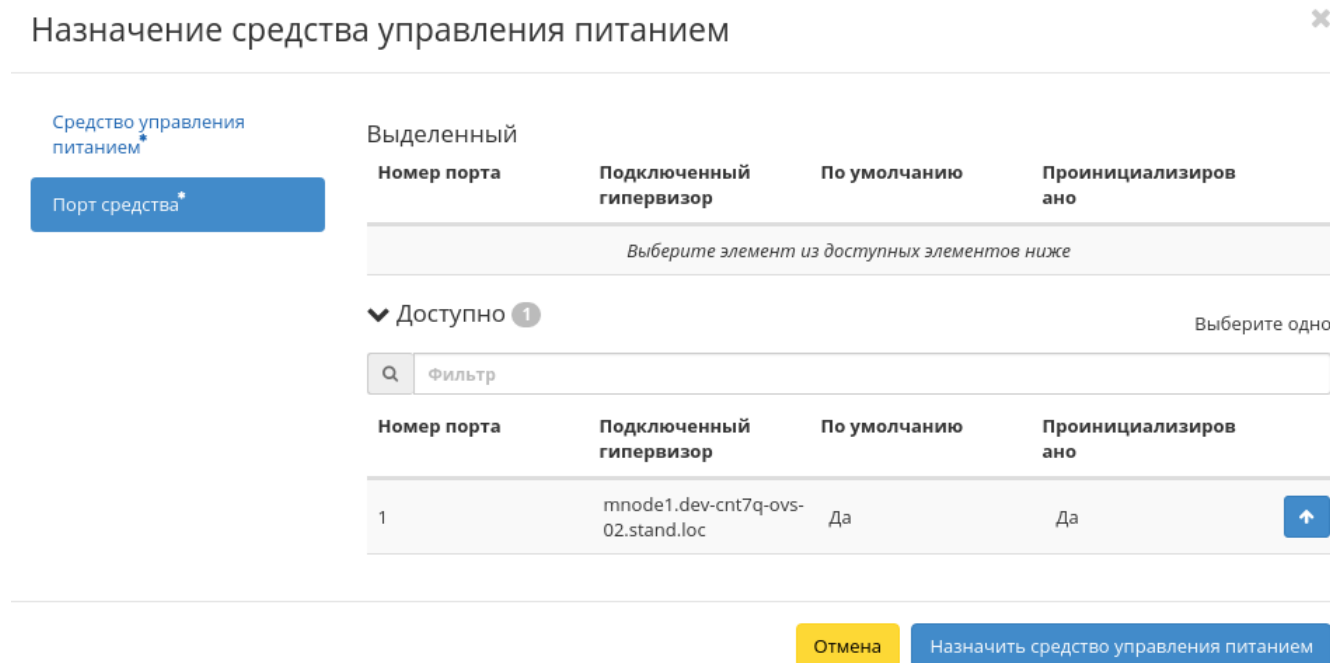 Назначение средства управления питанием
×
Средство управления
питанием*
Порт средства*
Выделенный
Номер порта Подключенный По умолчанию Проинициализиров
гипервизор ано
Выберите элемент из доступных элементов ниже
Доступно 1
Выберите одно
Фильтр
Номер порта Подключенный По умолчанию Проинициализиров
гипервизор ано
1 mnode1.dev-cnt7q-ovs- Да Да
02.stand.loc
Отмена Назначить средство управления питанием